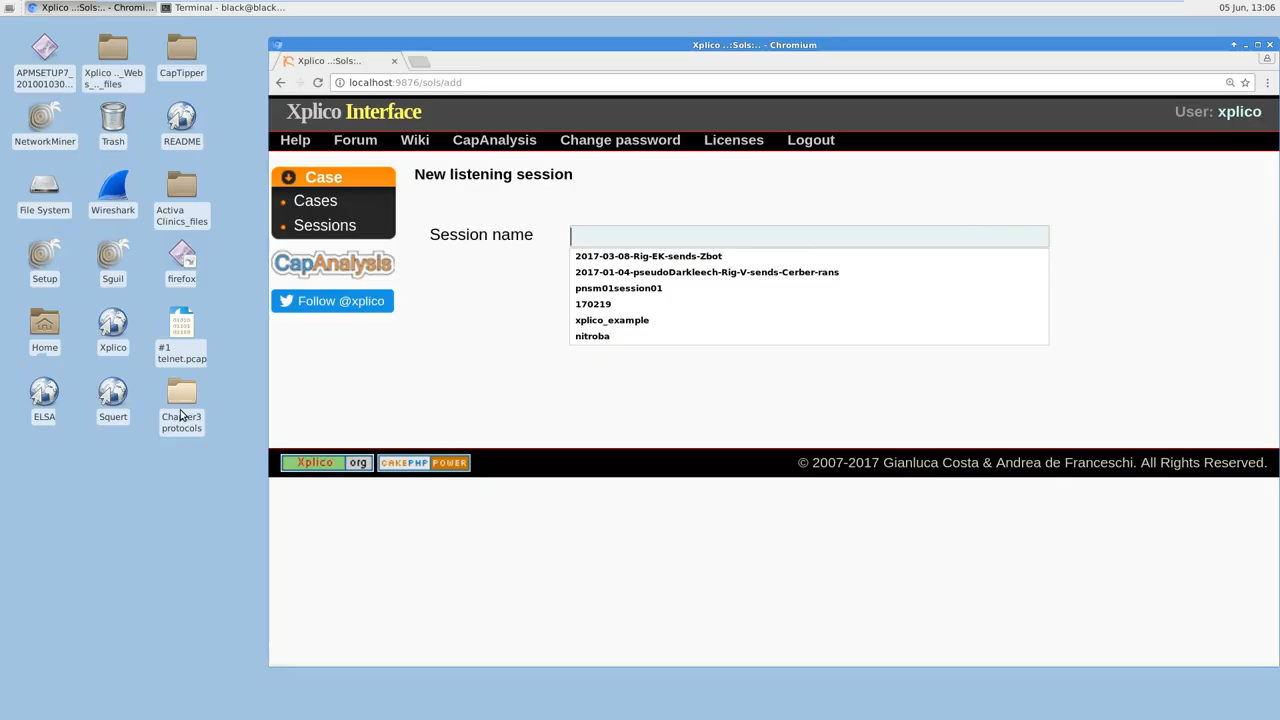 Xplico ..:Sols:.. - Chromi...
Terminal - black@black...
05 Jun, 13:06
APMSETUP7_
201001030...
Xplico .._Web
s_.._files
CapTipper
NetworkMiner
Trash
README
File System
Wireshark
Activa
Clinics_files
Setup
Sguil
firefox
Home
Xplico
#1
telnet.pcap
ELSA
Squert
Chapter3
protocols
Xplico ..:Sols:.. - Chromium
Xplico ..:Sols:..
localhost:9876/sols/add
Xplico Interface
User: xplico
Help Forum Wiki CapAnalysis Change password Licenses Logout
Case
Cases
Sessions
CapAnalysis
Follow @xplico
New listening session
Session name
2017-03-08-Rig-EK-sends-Zbot
2017-01-04-pseudoDarkleech-Rig-V-sends-Cerber-rans
pnsm01session01
170219
xplico_example
nitroba
Xplico org CAKEPHP POWER
© 2007-2017 Gianluca Costa & Andrea de Franceschi. All Rights Reserved.